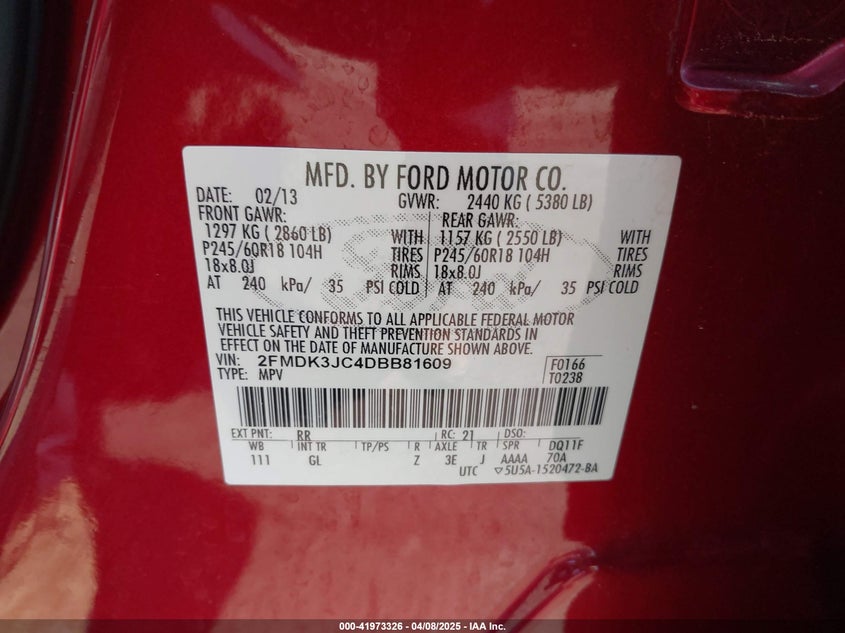 MFD. BY FORD MOTOR CO.
DATE: 02/13 GVWR: 2440 KG ( 5380 LB)
FRONT GAWR: REAR GAWR:
1297 KG ( 2860 LB) WITH 1157 KG ( 2550 LB) WITH
P245/60R18 104H TIRES P245/60R18 104H TIRES
18x8.0J RIMS 18x8.0J RIMS
AT 240 kPa/ 35 PSI COLD AT 240 kPa/ 35 PSI COLD
THIS VEHICLE CONFORMS TO ALL APPLICABLE FEDERAL MOTOR
VEHICLE SAFETY AND THEFT PREVENTION STANDARDS IN
EFFECT ON THE DATE OF MANUFACTURE SHOWN ABOVE.
VIN: 2FMDK3JC4DBB81609 F0166
TYPE: MPV T0238
EXT PNT: RR RC: 21 DSO:
WB INT TR TP/PS R AXLE TR SPR DQ11F
111 GL Z 3E J AAAA 70A
UTC ▽5U5A-1520472-BA
000-41973326 - 04/08/2025 - IAA Inc.